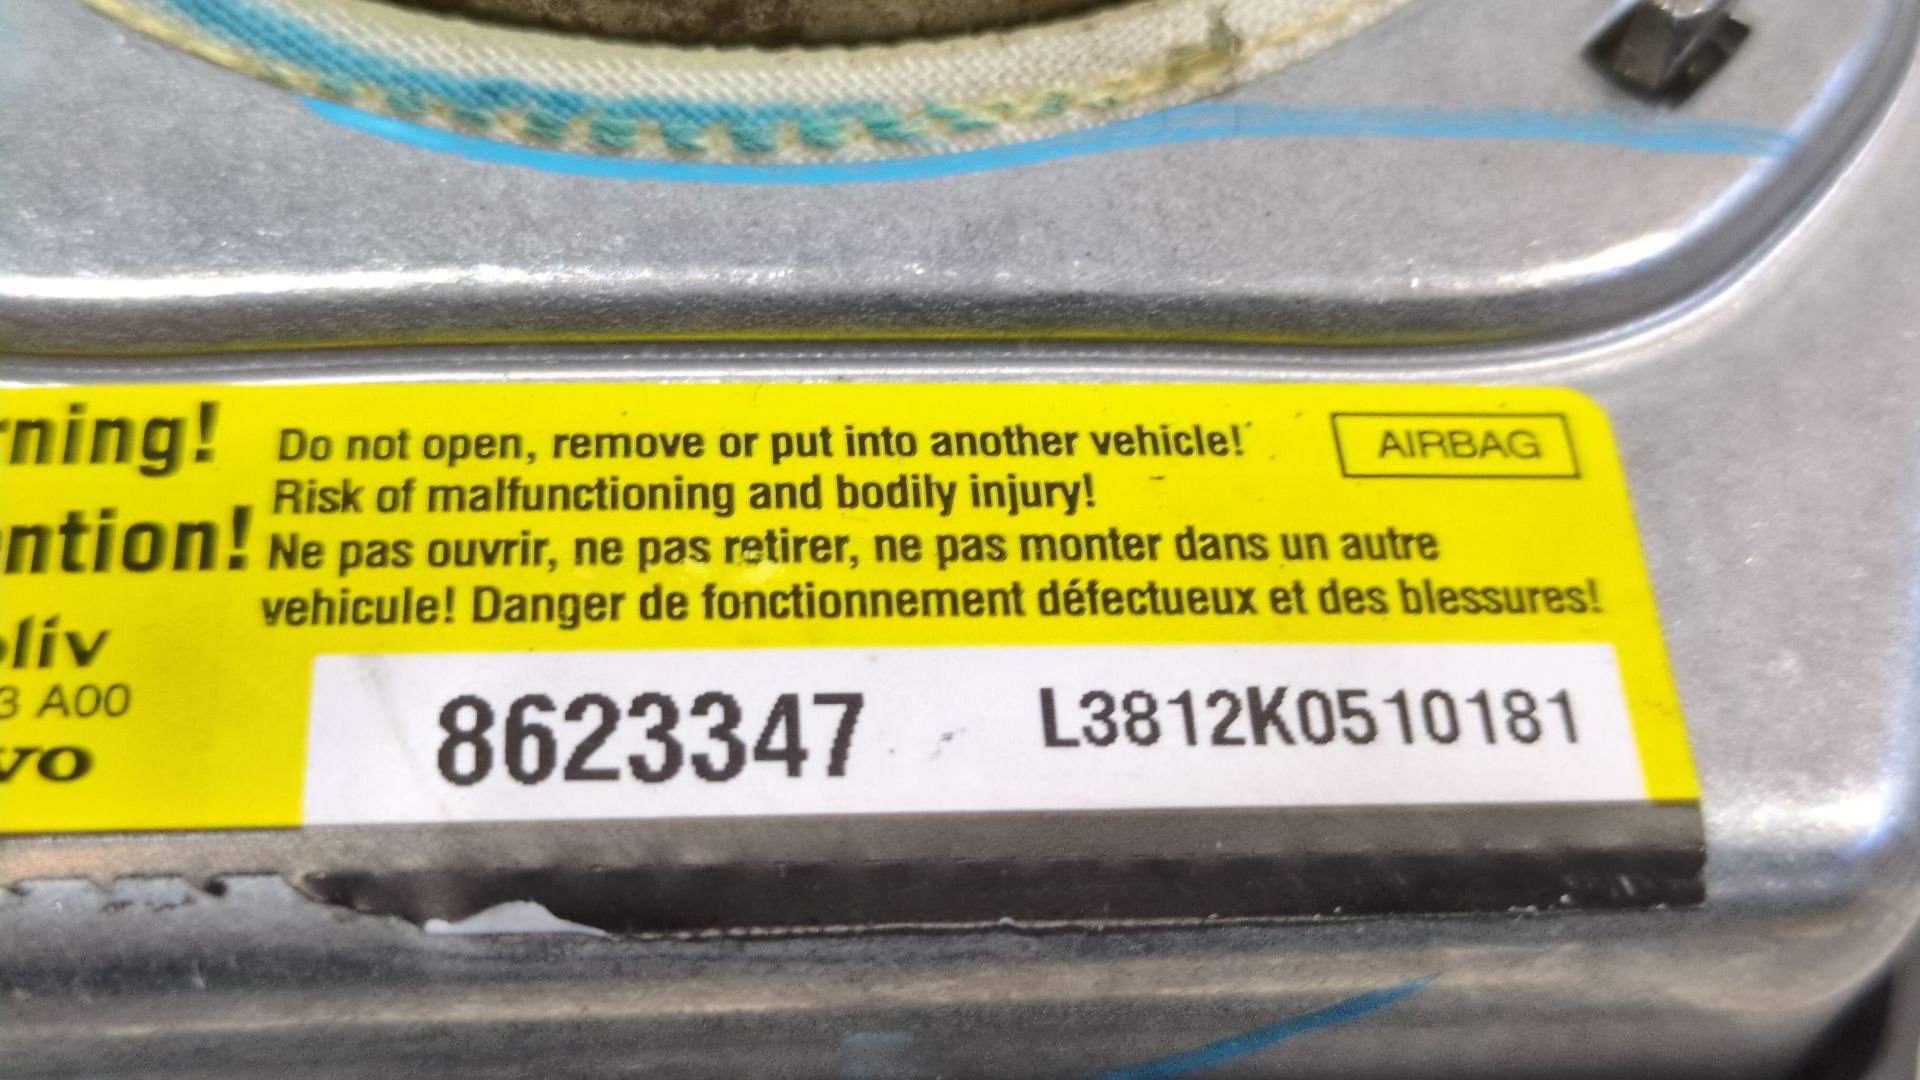 rning! Do not open, remove or put into another vehicle! AIRBAG
Risk of malfunctioning and bodily injury!
ntion! Ne pas ouvrir, ne pas retirer, ne pas monter dans un autre
vehicule! Danger de fonctionnement défectueux et des blessures!
liv
3 A00
vo
8623347 L3812K0510181